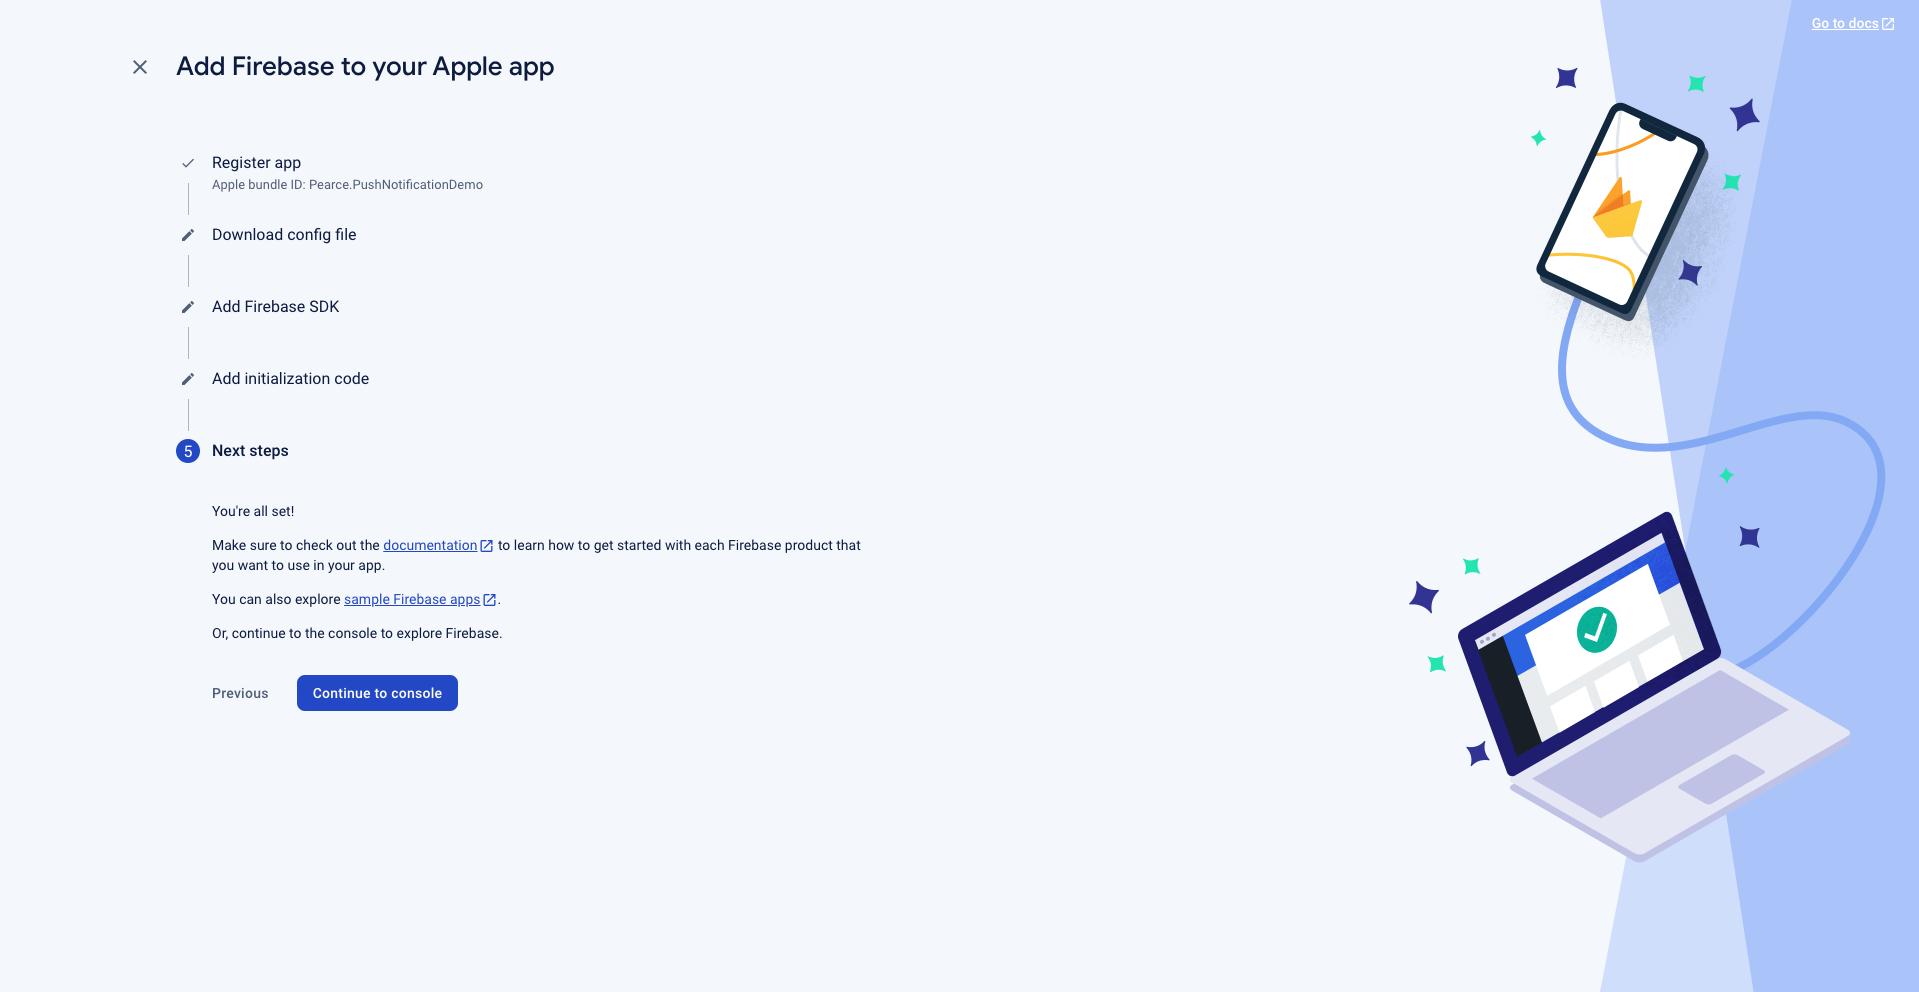 Go to docs
Add Firebase to your Apple app
Register app
Apple bundle ID: Pearce.PushNotificationDemo
Download config file
Add Firebase SDK
Add initialization code
5 Next steps
You're all set!
Make sure to check out the documentation to learn how to get started with each Firebase product that
you want to use in your app.
You can also explore sample Firebase apps.
Or, continue to the console to explore Firebase.
Previous Continue to console